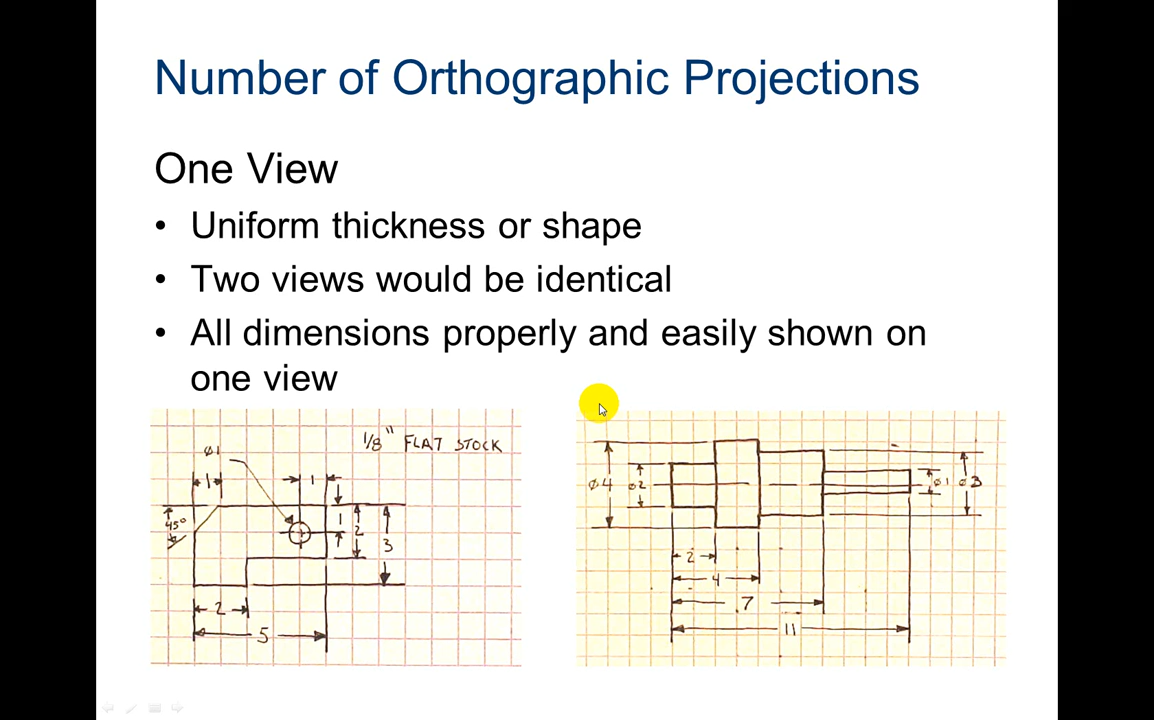 Number of Orthographic Projections
One View
• Uniform thickness or shape
• Two views would be identical
• All dimensions properly and easily shown on
one view
1/8" FLAT STOCK
ø1
1
1
45°
1
2
3
2
5
ø4
ø2
ø1
ø3
2
4
7
11